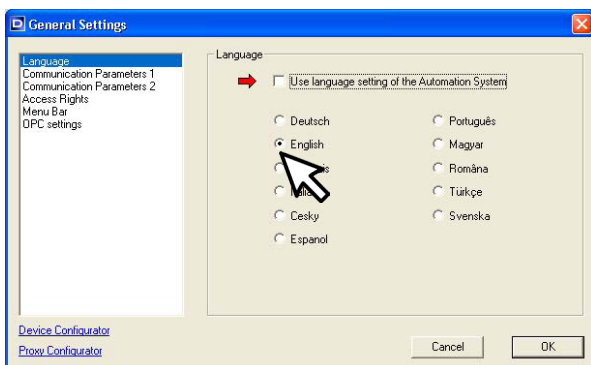 General Settings
Language
Communication Parameters 1
Communication Parameters 2
Access Rights
Menu Bar
OPC settings
Device Configurator
Proxy Configurator
Language
Use language setting of the Automation System
Deutsch
English
Cesky
Espanol
Português
Magyar
Româna
Türkçe
Svenska
Cancel
OK